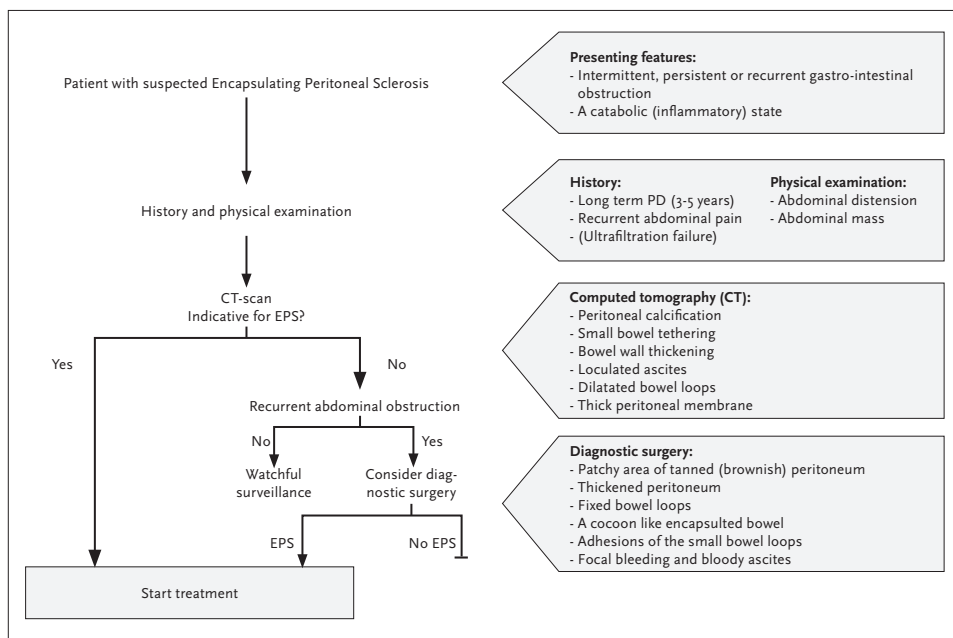 Patient with suspected Encapsulating Peritoneal Sclerosis
History and physical examination
CT-scan
Indicative for EPS?
Yes
No
Recurrent abdominal obstruction
No
Yes
Watchful
surveillance
Consider diag-
nostic surgery
EPS
No EPS
Start treatment
Presenting features:
- Intermittent, persistent or recurrent gastro-intestinal
obstruction
- A catabolic (inflammatory) state
History:
- Long term PD (3-5 years)
- Recurrent abdominal pain
- (Ultrafiltration failure)
Physical examination:
- Abdominal distension
- Abdominal mass
Computed tomography (CT):
- Peritoneal calcification
- Small bowel tethering
- Bowel wall thickening
- Loculated ascites
- Dilatated bowel loops
- Thick peritoneal membrane
Diagnostic surgery:
- Patchy area of tanned (brownish) peritoneum
- Thickened peritoneum
- Fixed bowel loops
- A cocoon like encapsulted bowel
- Adhesions of the small bowel loops
- Focal bleeding and bloody ascites